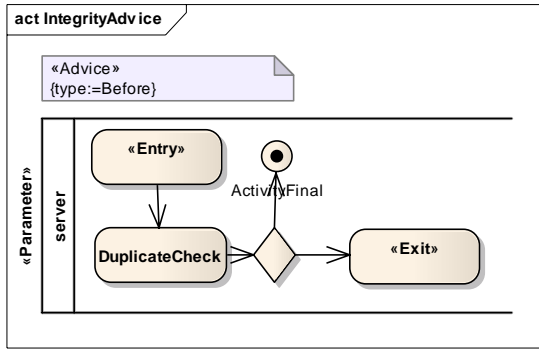 act IntegrityAdvice
«Advice»
{type:=Before}
«Parameter»
server
«Entry»
ActivityFinal
DuplicateCheck
«Exit»